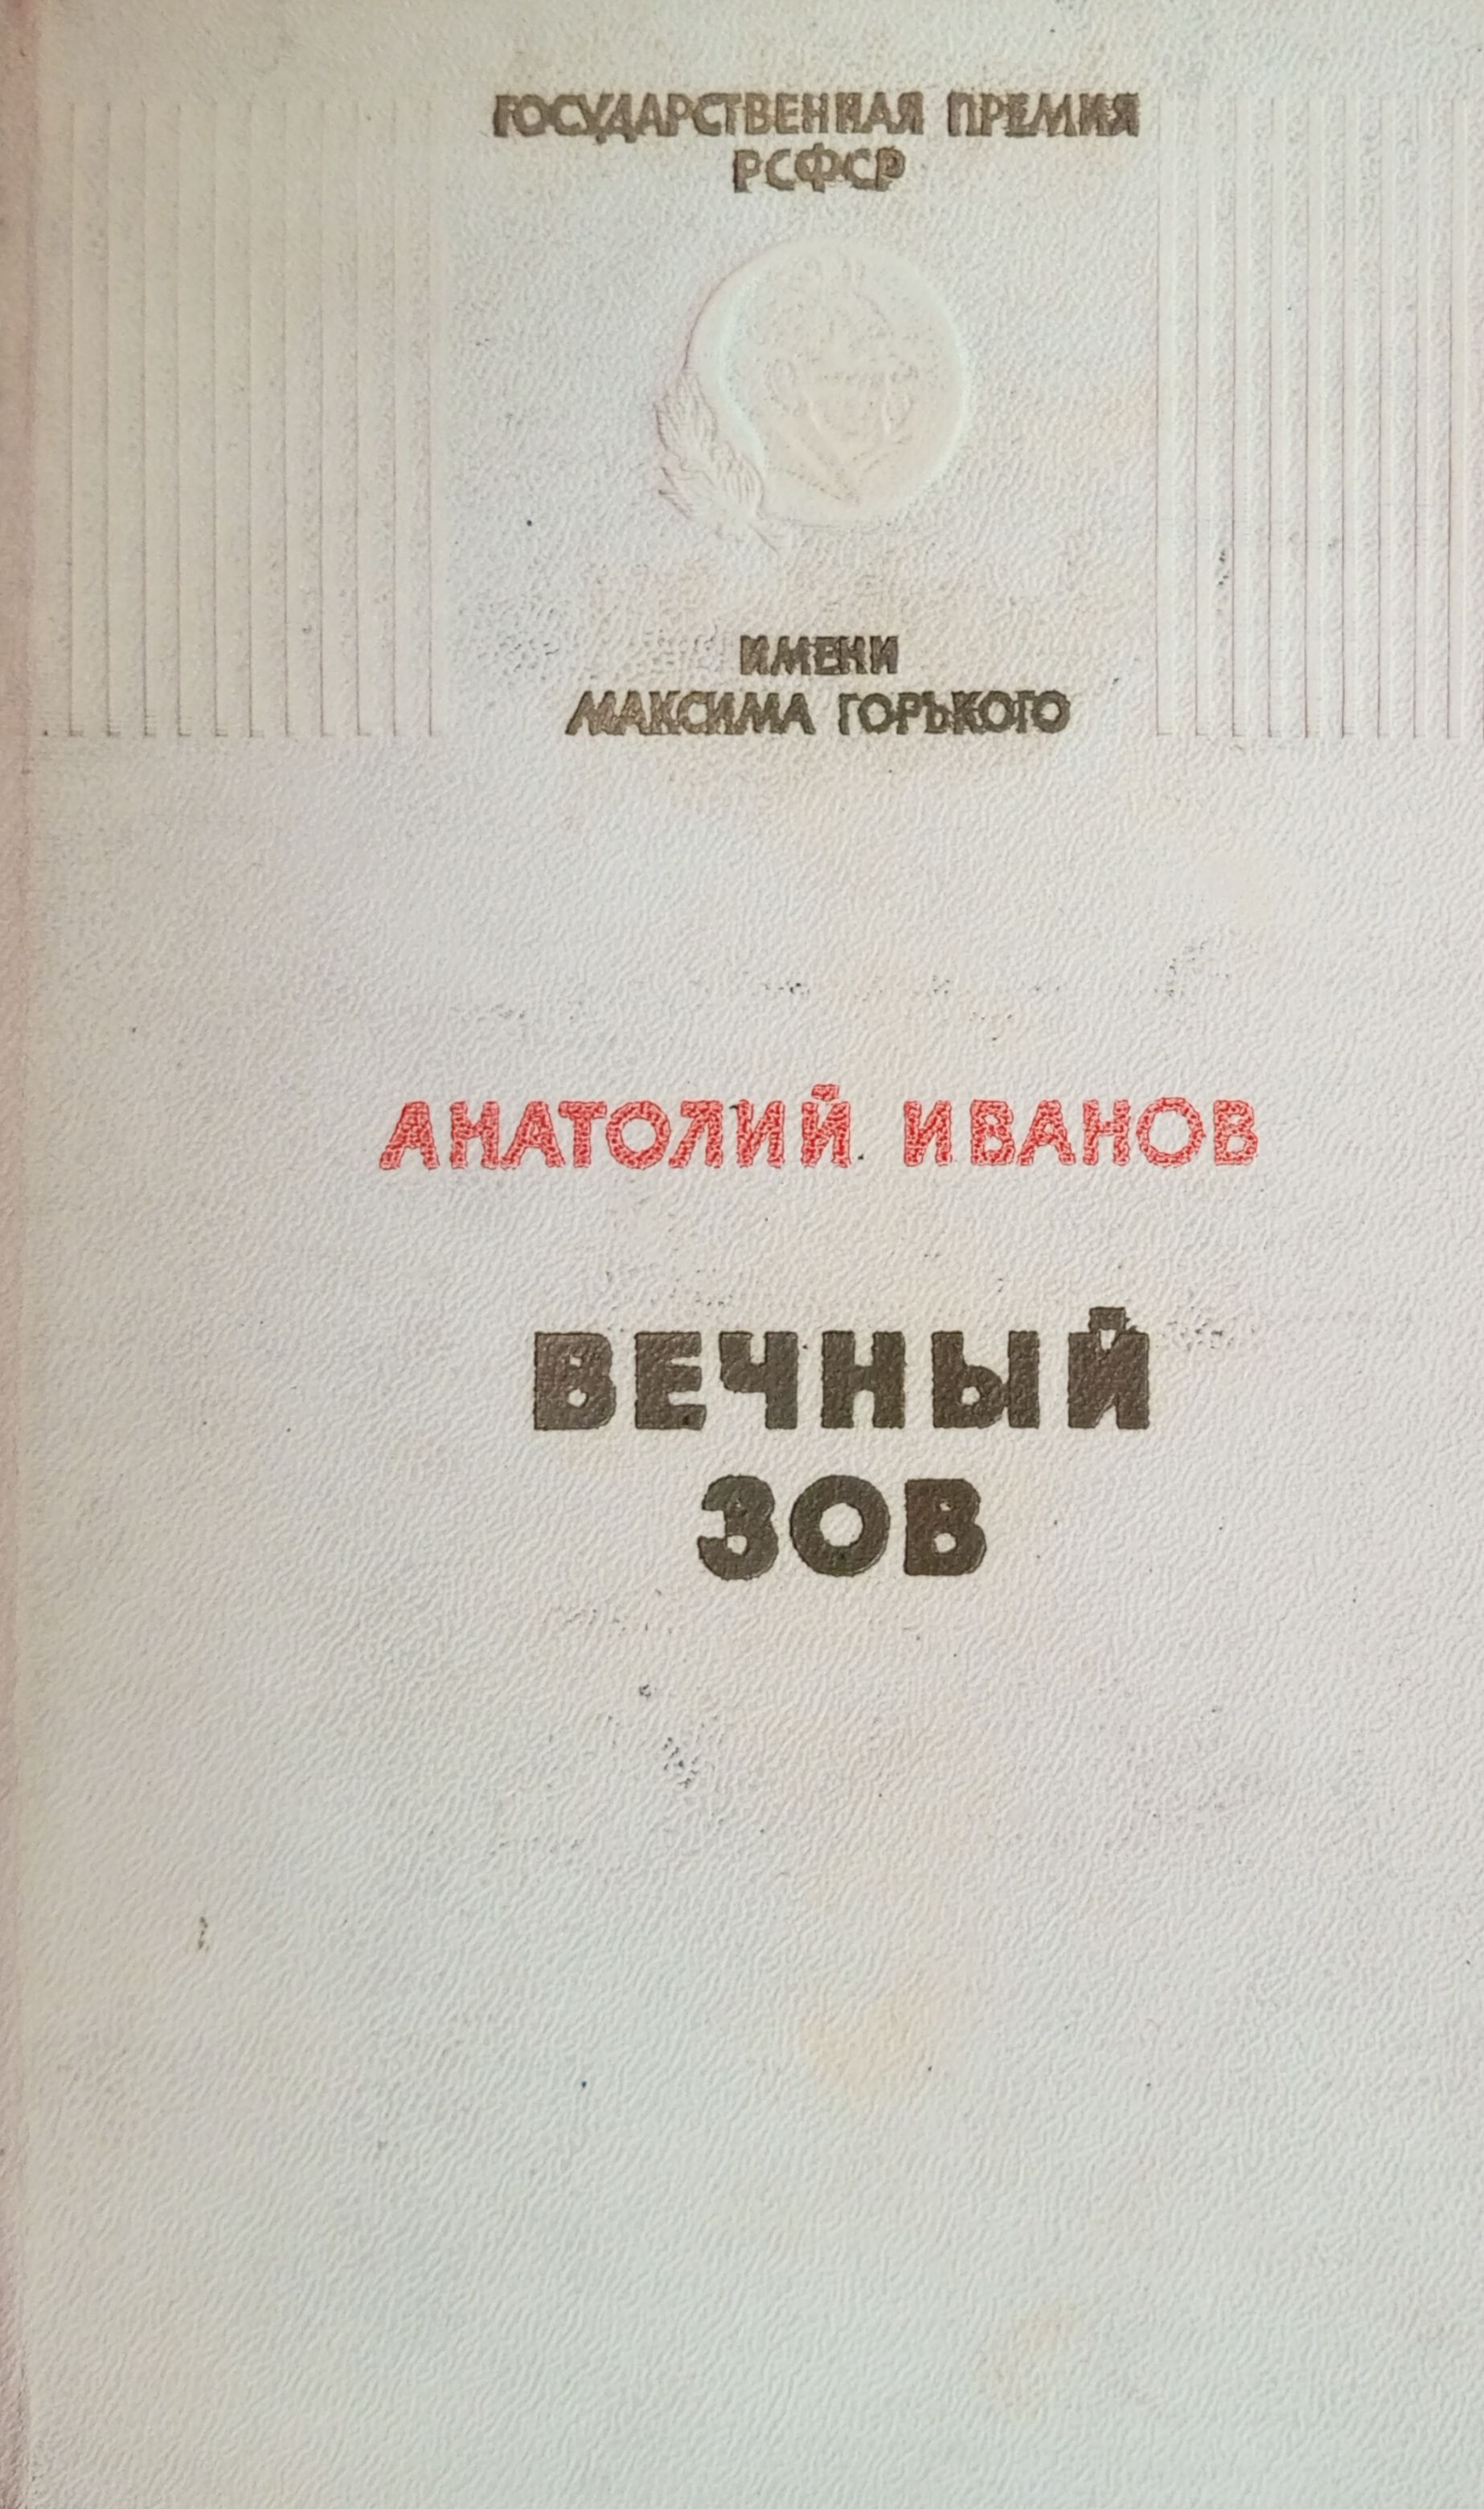 ГОСУДАРСТВЕННАЯ ПРЕМИЯ
РСФСР
ИМЕНИ
МАКСИМА ГОРЬКОГО
АНАТОЛИЙ ИВАНОВ
ВЕЧНЫЙ
ЗОВ